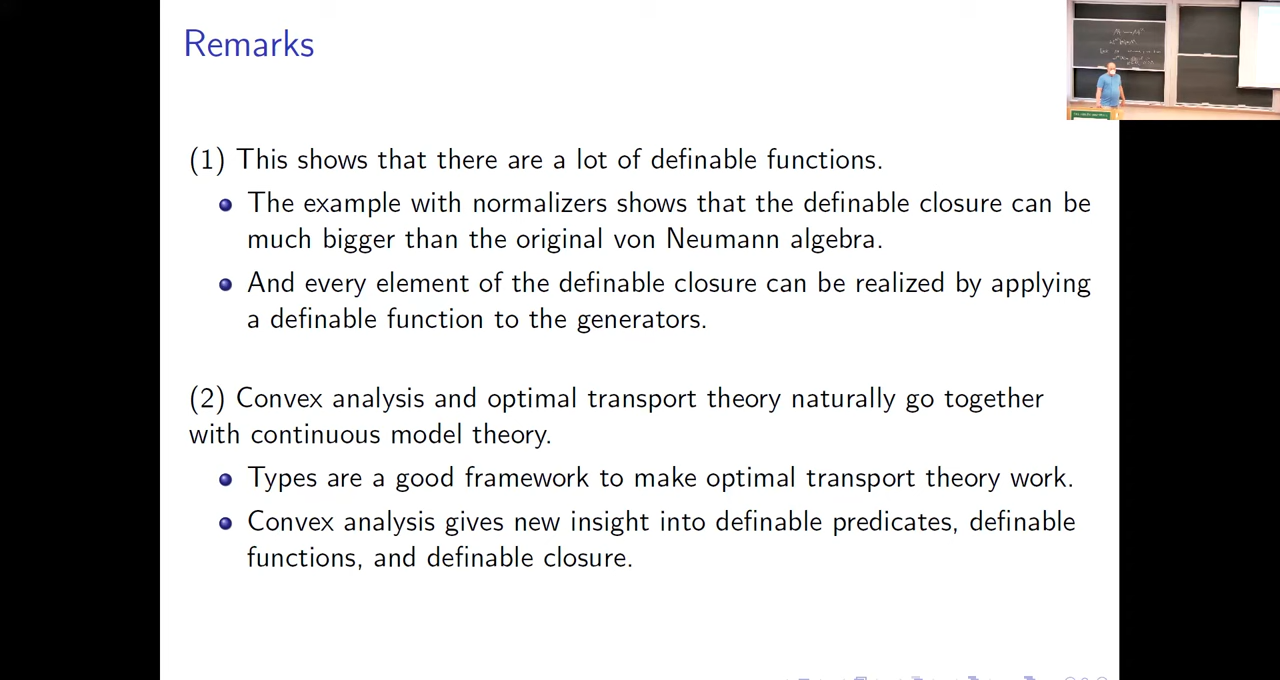 Remarks
(1) This shows that there are a lot of definable functions.
The example with normalizers shows that the definable closure can be
much bigger than the original von Neumann algebra.
And every element of the definable closure can be realized by applying
a definable function to the generators.
(2) Convex analysis and optimal transport theory naturally go together
with continuous model theory.
Types are a good framework to make optimal transport theory work.
Convex analysis gives new insight into definable predicates, definable
functions, and definable closure.